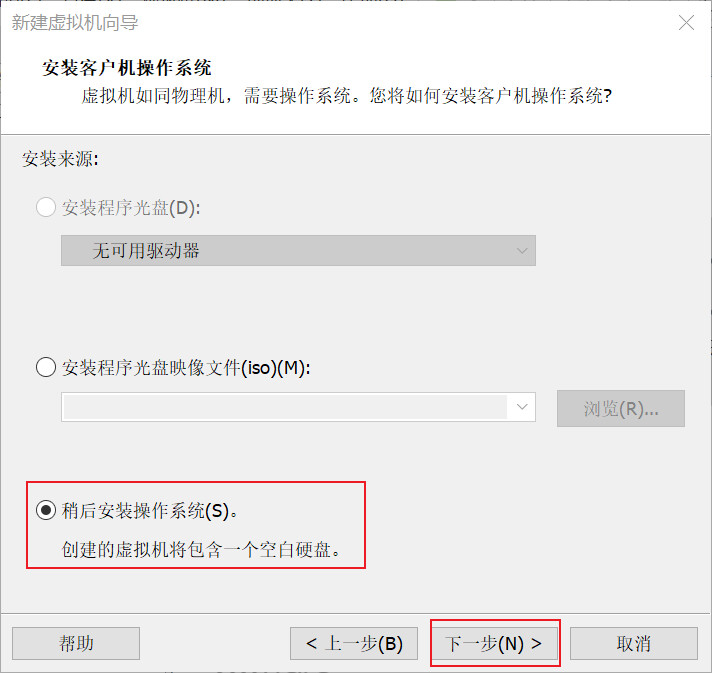 新建虚拟机向导
安装客户机操作系统
虚拟机如同物理机，需要操作系统。您将如何安装客户机操作系统?
安装来源:
安装程序光盘(D):
无可用驱动器
安装程序光盘映像文件(iso)(M):
浏览(R)...
稍后安装操作系统(S)。
创建的虚拟机将包含一个空白硬盘。
帮助
< 上一步(B)
下一步(N) >
取消